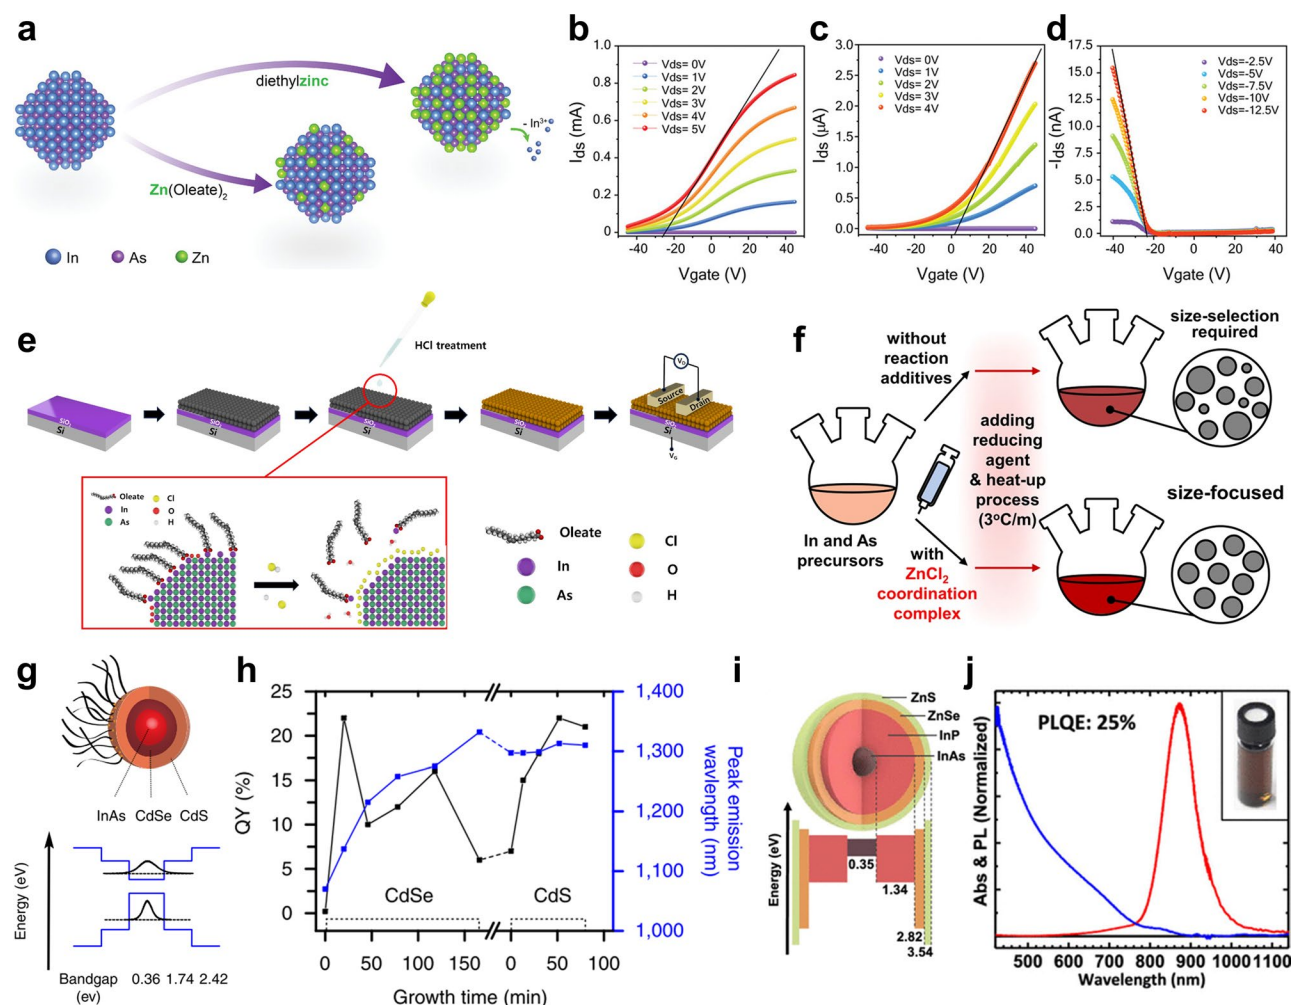 a
diethylzinc
- In³⁺
Zn(Oleate)₂
In
As
Zn
b
Ids (mA)
1.0
0.8
0.6
0.4
0.2
0
Vds= 0V
Vds= 1V
Vds= 2V
Vds= 3V
Vds= 4V
Vds= 5V
-40 -20 0 20 40
Vgate (V)
c
Ids (µA)
3.0
2.5
2.0
1.5
1.0
0.5
0.0
Vds= 0V
Vds= 1V
Vds= 2V
Vds= 3V
Vds= 4V
-40 -20 0 20 40
Vgate (V)
d
-Ids (nA)
17.5
15.0
12.5
10.0
7.5
5.0
2.5
0
Vds=-2.5V
Vds=-5V
Vds=-7.5V
Vds=-10V
Vds=-12.5V
-40 -20 0 20 40
Vgate (V)
e
HCl treatment
SiO₂
Si
SiO₂
Si
SiO₂
Si
SiO₂
Si
Source
Drain
V_D
SiO₂
Si
V_G
Oleate
In
As
Cl
O
H
Oleate
In
As
Cl
O
H
f
without
reaction
additives
size-selection
required
adding
reducing
agent
& heat-up
process
(3°C/m)
In and As
precursors
with
ZnCl₂
coordination
complex
size-focused
g
InAs CdSe CdS
Energy (eV)
Bandgap 0.36 1.74 2.42
(ev)
h
QY (%)
25
20
15
10
5
0
CdSe
CdS
0 50 100 150 0 50 100
Growth time (min)
1,400
1,300
1,200
1,100
1,000
Peak emission
wavlength (nm)
i
ZnS
ZnSe
InP
InAs
Energy (eV)
0.35
1.34
2.82
3.54
j
PLQE: 25%
Abs & PL (Normalized)
500 600 700 800 900 1000 1100
Wavelength (nm)